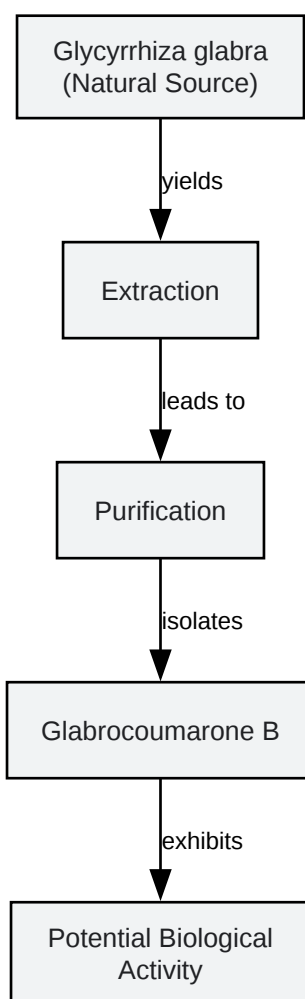 Glycyrrhiza glabra
(Natural Source)
yields
Extraction
leads to
Purification
isolates
Glabrocoumarone B
exhibits
Potential Biological
Activity